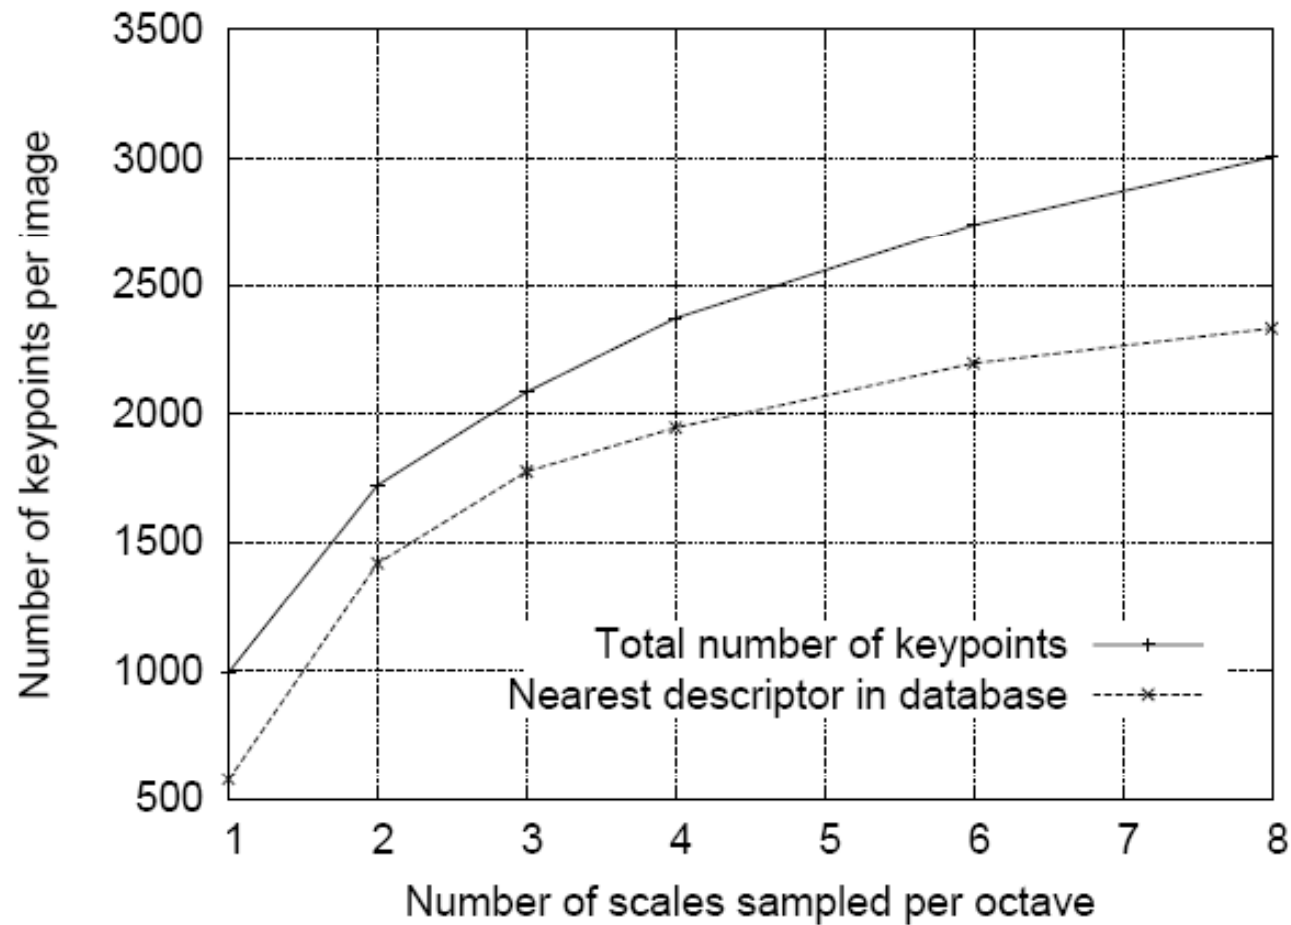 3500
3000
2500
2000
1500
1000
500
Number of keypoints per image
Total number of keypoints
Nearest descriptor in database
1 2 3 4 5 6 7 8
Number of scales sampled per octave